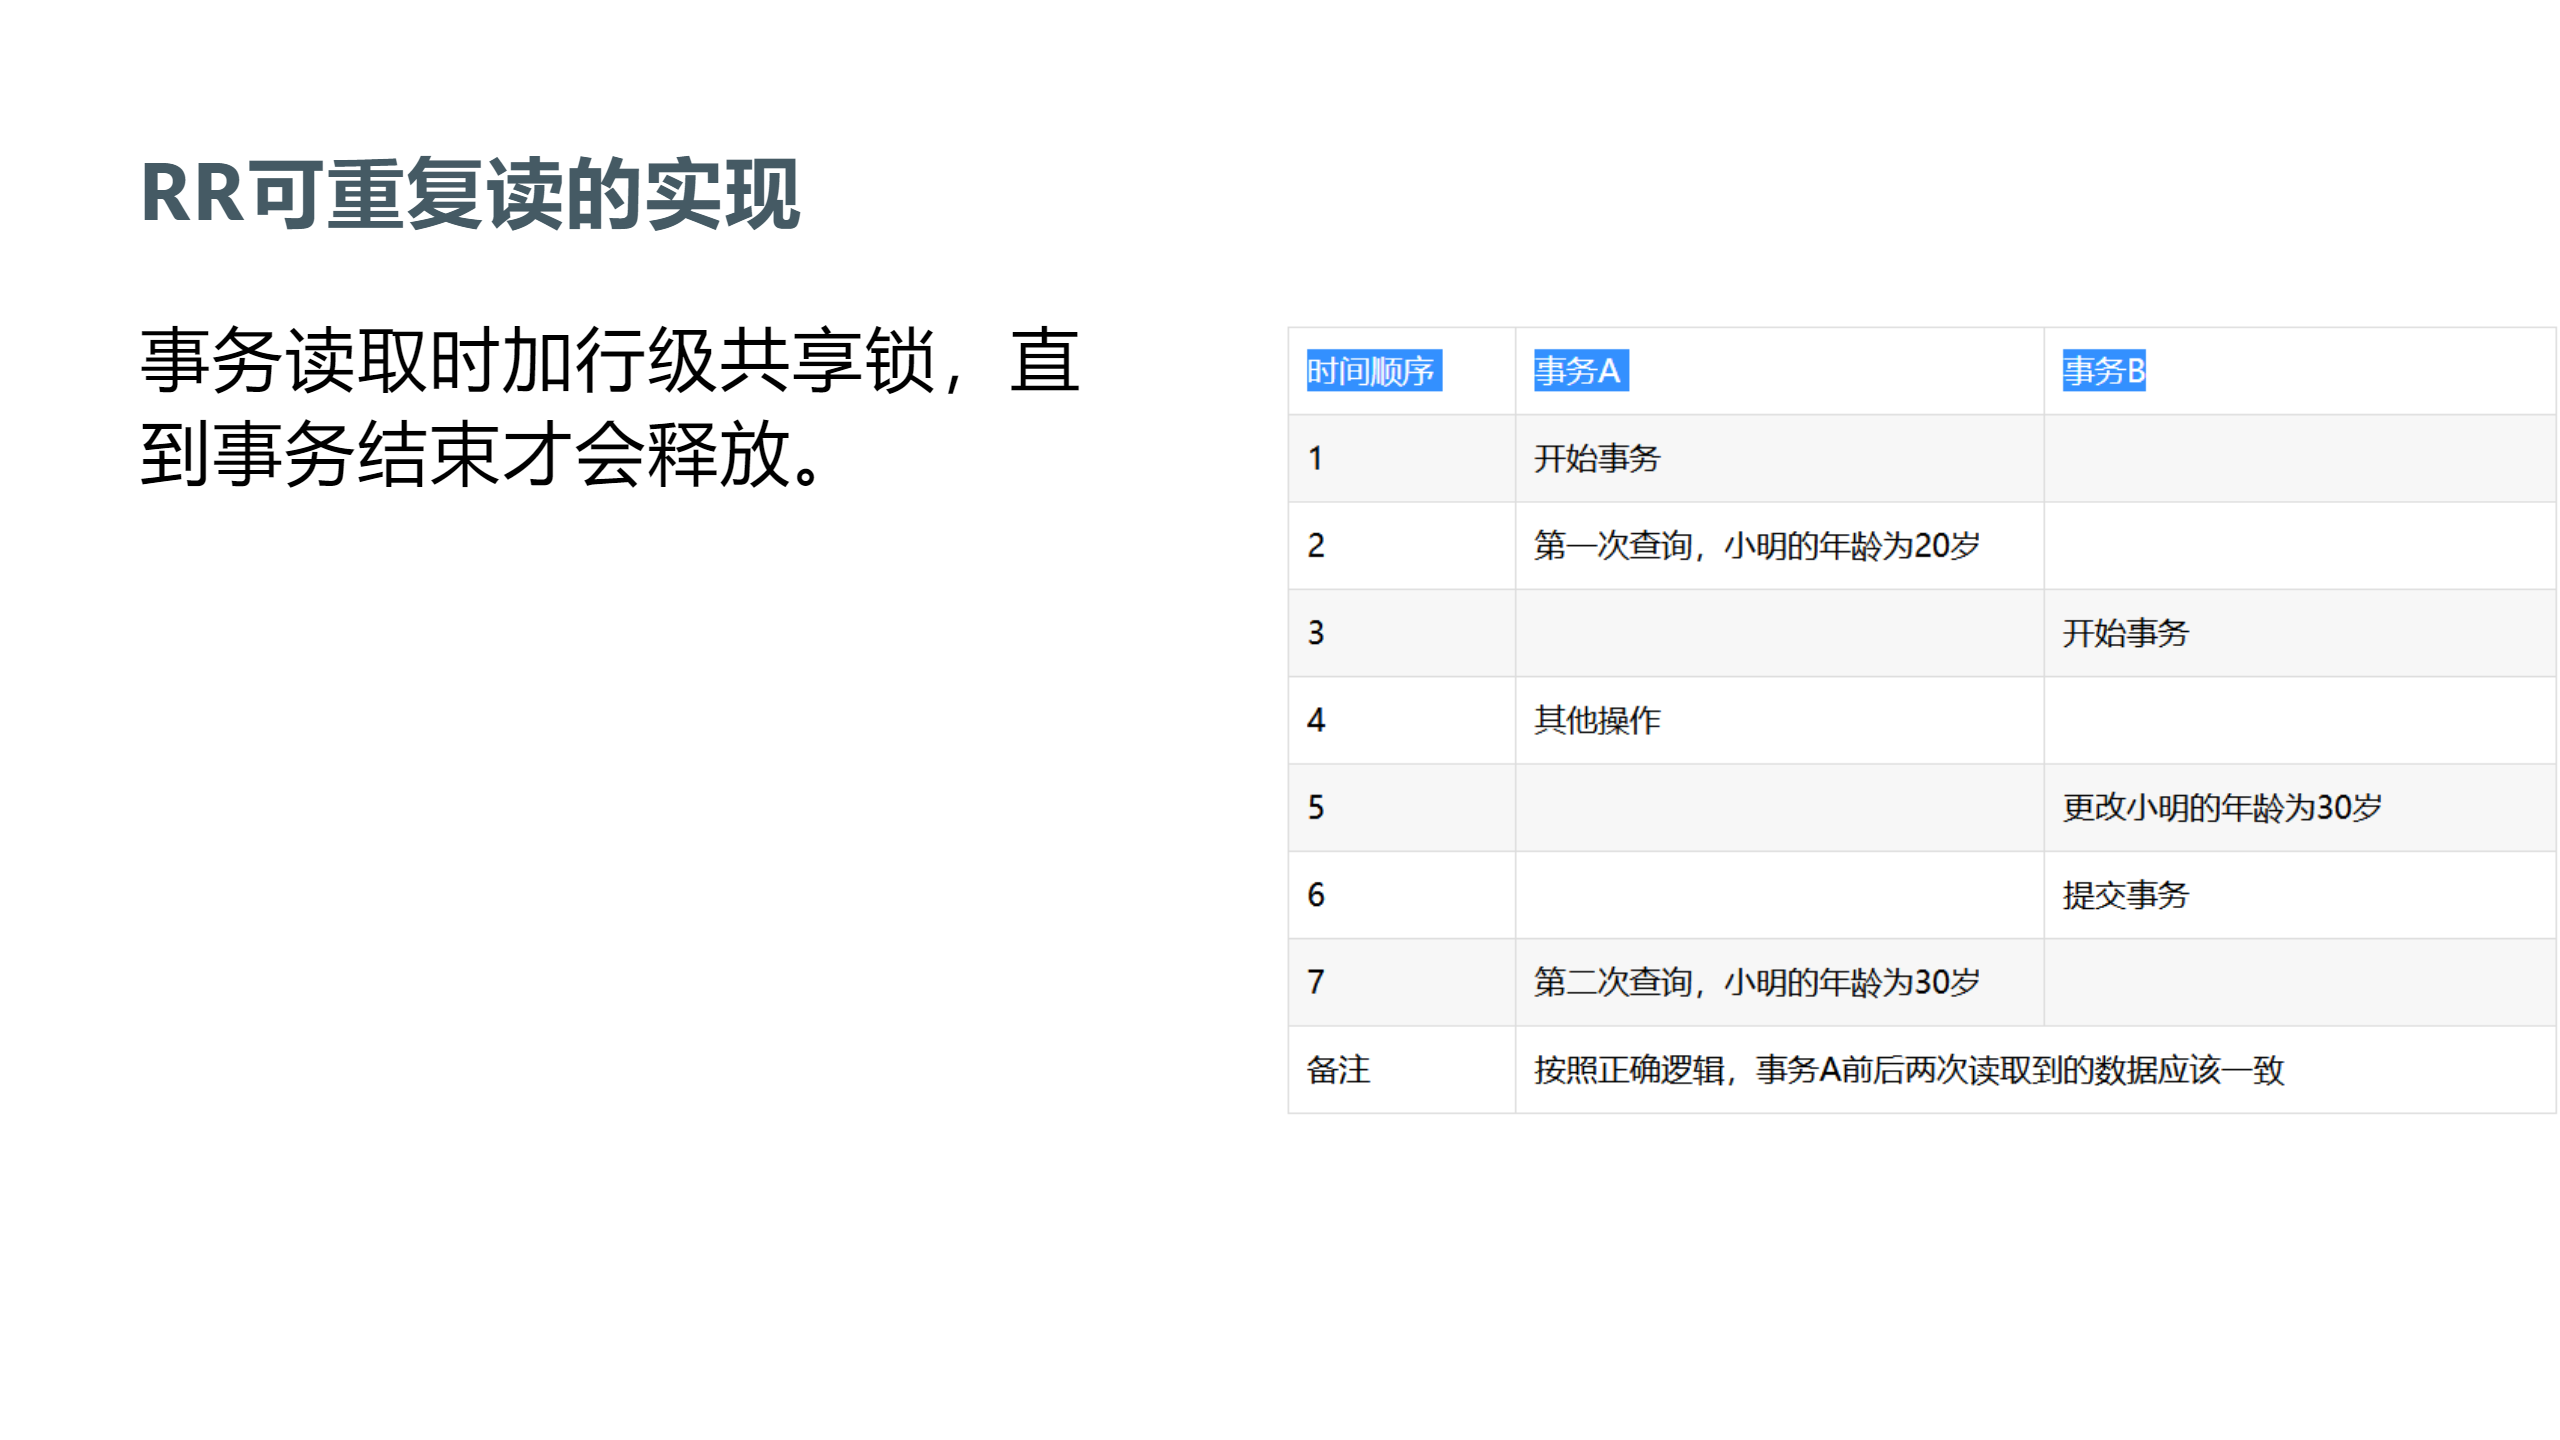 RR可重复读的实现
事务读取时加行级共享锁，直
到事务结束才会释放。
时间顺序 事务A 事务B
1 开始事务
2 第一次查询，小明的年龄为20岁
3 开始事务
4 其他操作
5 更改小明的年龄为30岁
6 提交事务
7 第二次查询，小明的年龄为30岁
备注 按照正确逻辑，事务A前后两次读取到的数据应该一致